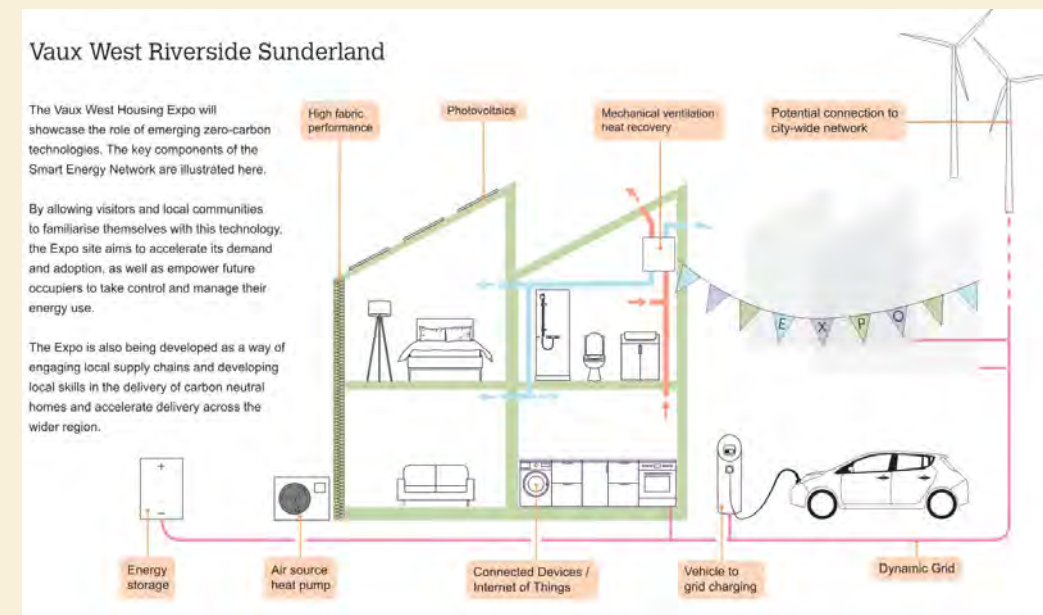 Vaux West Riverside Sunderland
The Vaux West Housing Expo will
showcase the role of emerging zero-carbon
technologies. The key components of the
Smart Energy Network are illustrated here.
By allowing visitors and local communities
to familiarise themselves with this technology,
the Expo site aims to accelerate its demand
and adoption, as well as empower future
occupiers to take control and manage their
energy use.
The Expo is also being developed as a way of
engaging local supply chains and developing
local skills in the delivery of carbon neutral
homes and accelerate delivery across the
wider region.
High fabric
performance
Photovoltaics
Mechanical ventilation
heat recovery
Potential connection to
city-wide network
EXPO
+
−
Energy
storage
Air source
heat pump
Connected Devices /
Internet of Things
Vehicle to
grid charging
Dynamic Grid